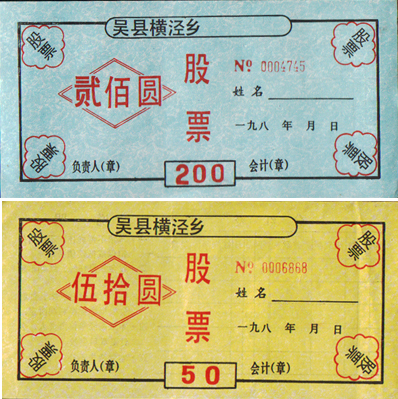 吴县横泾乡
股票
股票
贰佰圆
股票
№ 0004745
姓名
一九八 年 月 日
股票
股票
负责人(章)
200
会计(章)
吴县横泾乡
股票
股票
伍拾圆
股票
№ 0006868
姓名
一九八 年 月 日
股票
股票
负责人(章)
50
会计(章)